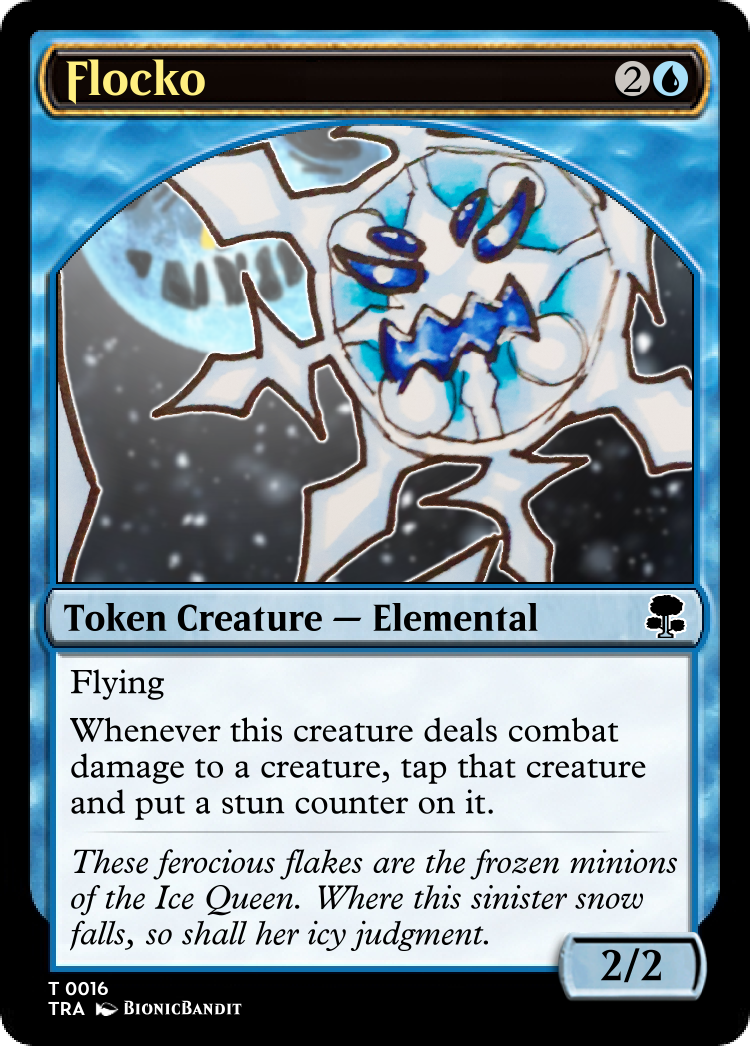 Flocko 2
Token Creature — Elemental
Flying
Whenever this creature deals combat
damage to a creature, tap that creature
and put a stun counter on it.
These ferocious flakes are the frozen minions
of the Ice Queen. Where this sinister snow
falls, so shall her icy judgment.
2/2
T 0016
TRA BionicBandit